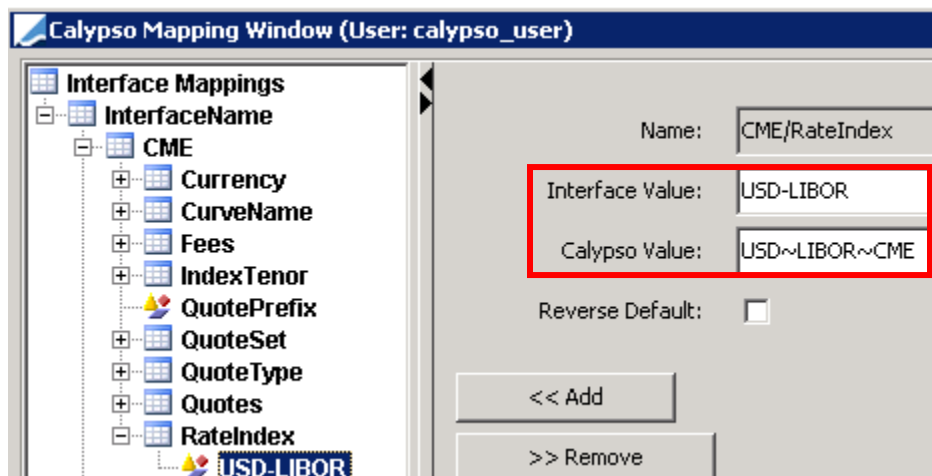 Calypso Mapping Window (User: calypso_user)
Interface Mappings
InterfaceName
CME
Currency
CurveName
Fees
IndexTenor
QuotePrefix
QuoteSet
QuoteType
Quotes
RateIndex
USD-LIBOR
Name: CME/RateIndex
Interface Value: USD-LIBOR
Calypso Value: USD~LIBOR~CME
Reverse Default:
<< Add
>> Remove